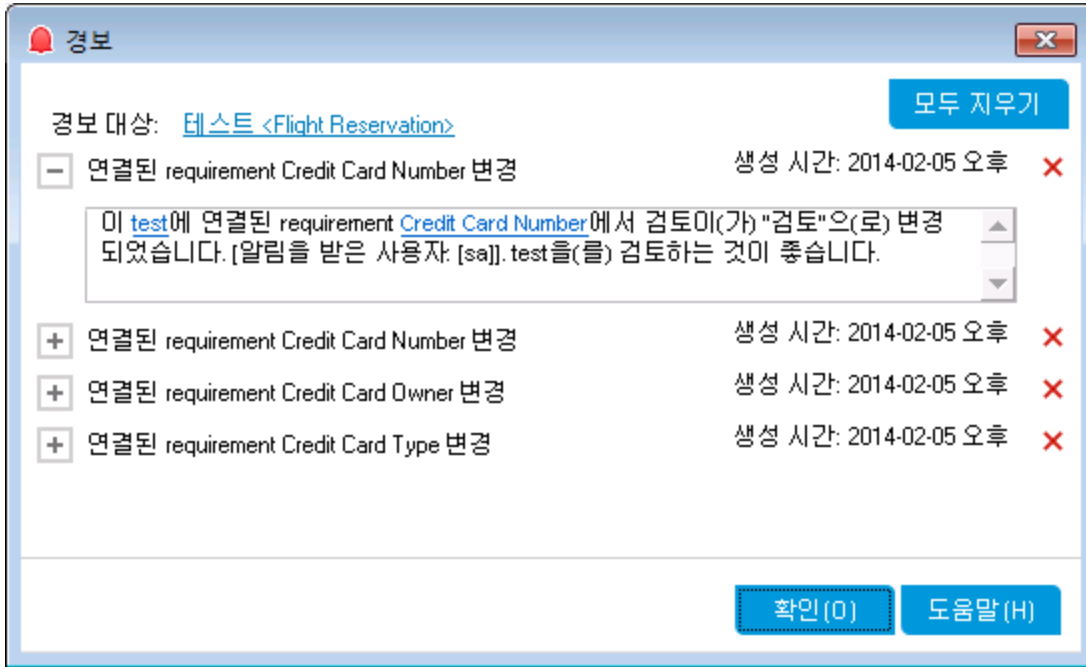 경보
모두 지우기
경보 대상: 테스트 <Flight Reservation>
연결된 requirement Credit Card Number 변경 생성 시간: 2014-02-05 오후
이 test에 연결된 requirement Credit Card Number에서 검토이(가) "검토"으(로) 변경
되었습니다. [알림을 받은 사용자: [sa]]. test을(를) 검토하는 것이 좋습니다.
연결된 requirement Credit Card Number 변경 생성 시간: 2014-02-05 오후
연결된 requirement Credit Card Owner 변경 생성 시간: 2014-02-05 오후
연결된 requirement Credit Card Type 변경 생성 시간: 2014-02-05 오후
확인(O) 도움말(H)